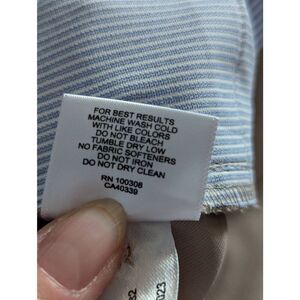 FOR BEST RESULTS
MACHINE WASH COLD
WITH LIKE COLORS
DO NOT BLEACH
TUMBLE DRY LOW
NO FABRIC SOFTENERS
DO NOT IRON
DO NOT DRY CLEAN
RN 100308
CA40339